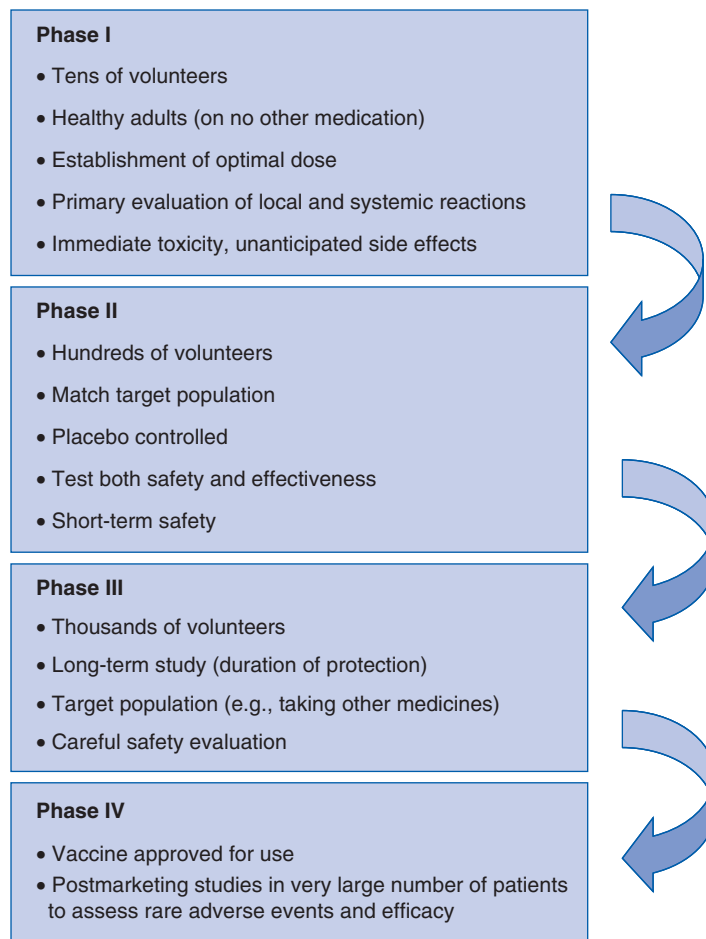 Phase I
• Tens of volunteers
• Healthy adults (on no other medication)
• Establishment of optimal dose
• Primary evaluation of local and systemic reactions
• Immediate toxicity, unanticipated side effects
Phase II
• Hundreds of volunteers
• Match target population
• Placebo controlled
• Test both safety and effectiveness
• Short-term safety
Phase III
• Thousands of volunteers
• Long-term study (duration of protection)
• Target population (e.g., taking other medicines)
• Careful safety evaluation
Phase IV
• Vaccine approved for use
• Postmarketing studies in very large number of patients
to assess rare adverse events and efficacy